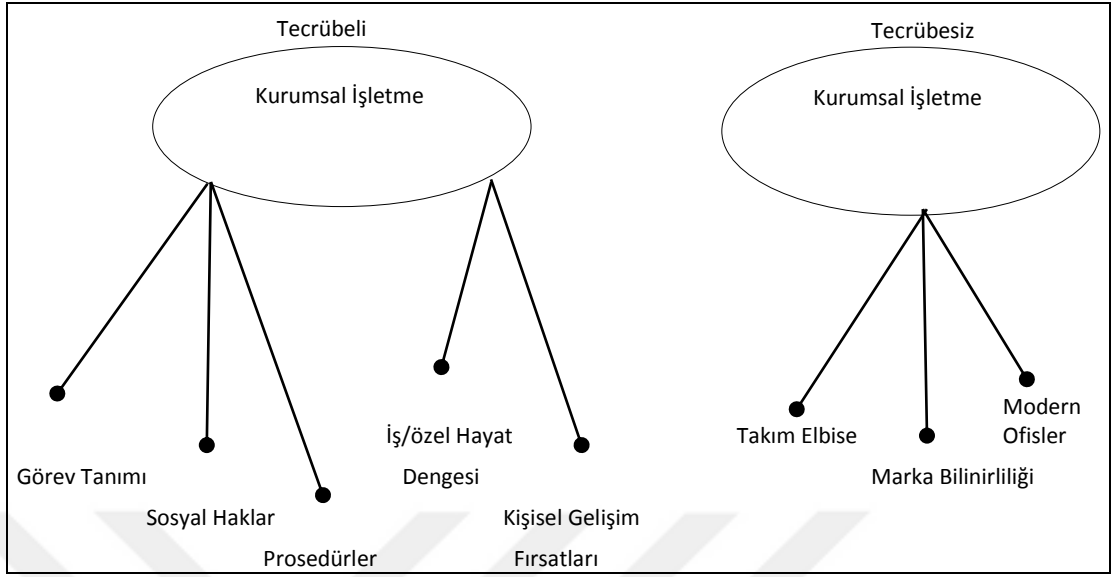 Tecrübeli
Kurumsal İşletme
Görev Tanımı
Sosyal Haklar
Prosedürler
İş/özel Hayat
Dengesi
Kişisel Gelişim
Fırsatları
Tecrübesiz
Kurumsal İşletme
Takım Elbise
Marka Bilinirliliği
Modern
Ofisler